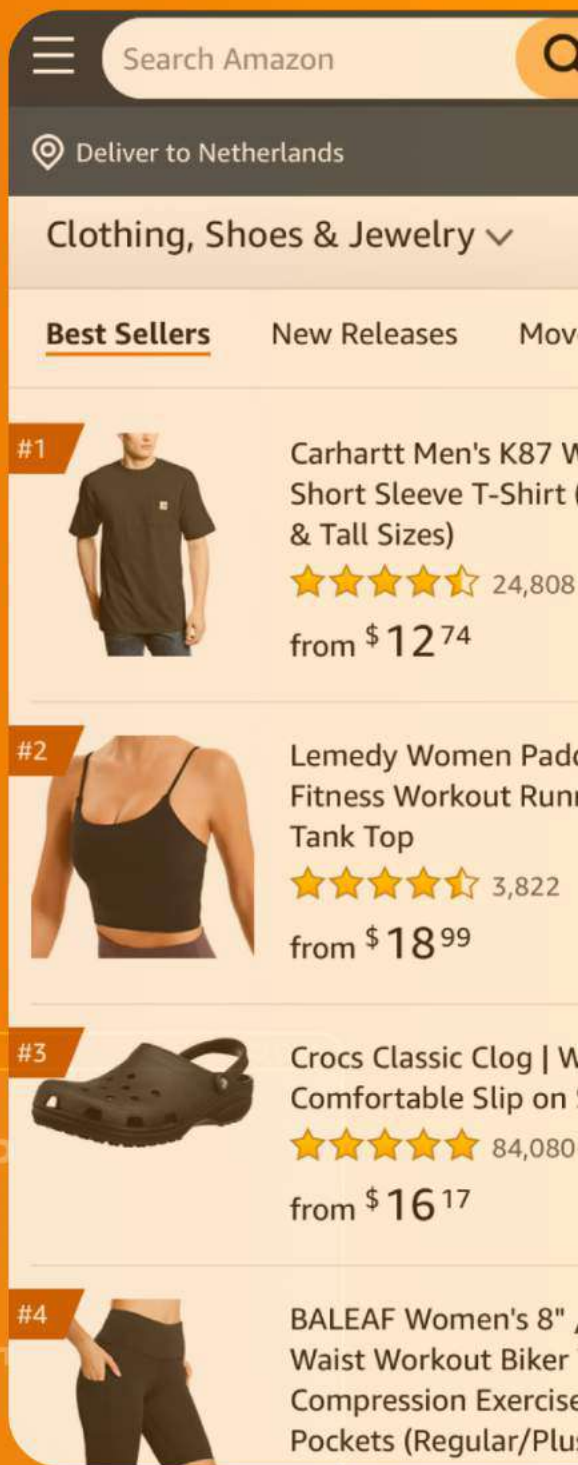 Search Amazon
Deliver to Netherlands
Clothing, Shoes & Jewelry
Best Sellers New Releases
#1
Carhartt Men's K87
Short Sleeve T-Shirt (
& Tall Sizes)
24,808
from $12 74
#2
Lemedy Women
Fitness Workout
Tank Top
3,822
from $18 99
#3
Crocs Classic Clog |
Comfortable Slip on
84,080
from $16 17
#4
BALEAF Women's 8"
Waist Workout Biker
Compression Exercise
Pockets (Regular/